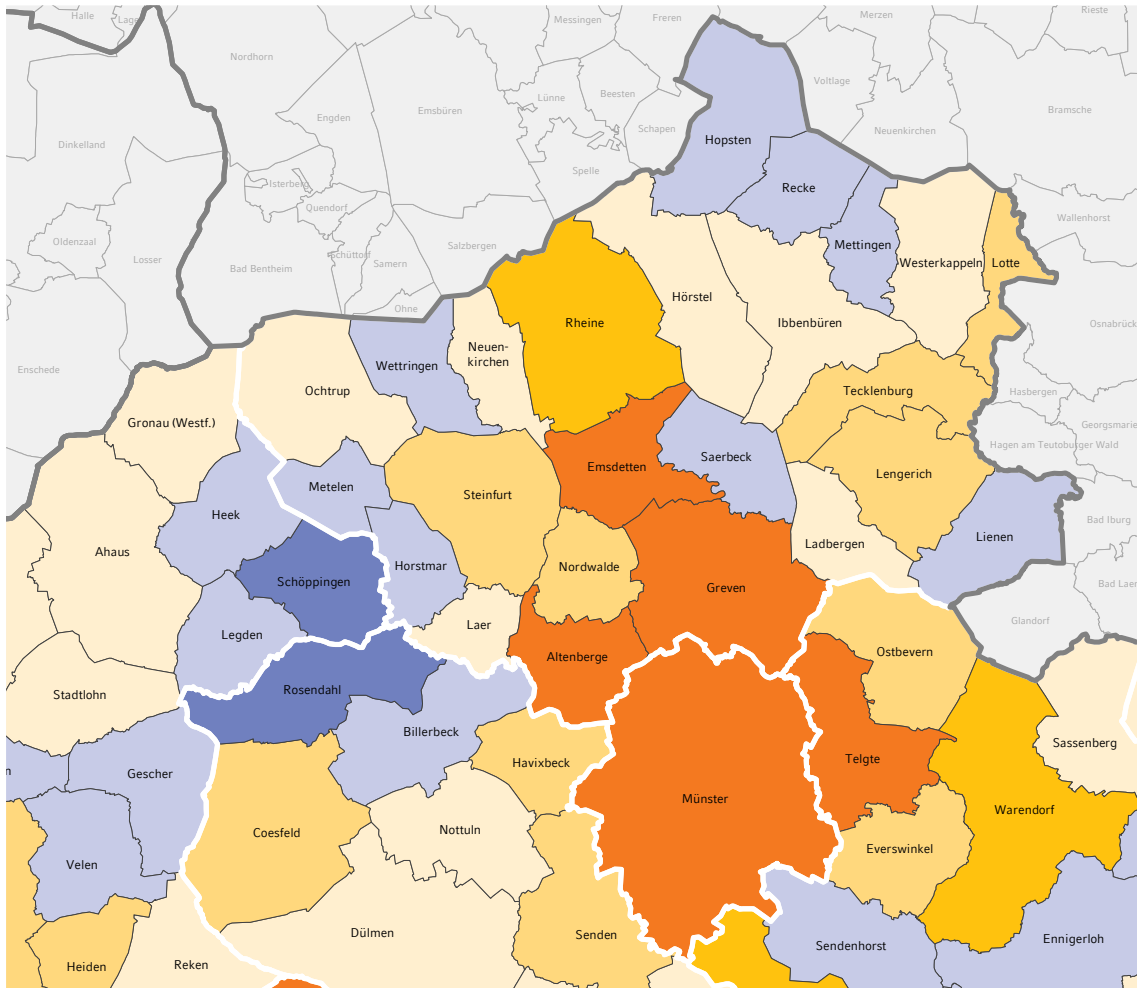 Halle
Lage
Messingen
Freren
Merzen
Rieste
Nordhorn
Voltlage
Lünne
Beesten
Bramsche
Emsbüren
Engden
Schapen
Neuenkirchen
Dinkelland
Hopsten
Spelle
Isterberg
Recke
Quendorf
Wallenhorst
Oldenzaal
Mettingen
Salzbergen
Losser
Schüttorf
Samern
Westerkappeln
Lotte
Bad Bentheim
Hörstel
Ohne
Rheine
Ibbenbüren
Osnabrück
Neuen-
kirchen
Wettringen
Enschede
Ochtrup
Tecklenburg
Hasbergen
Gronau (Westf.)
Georgsmarie
Hagen am Teutoburger Wald
Saerbeck
Emsdetten
Lengerich
Metelen
Steinfurt
Heek
Bad Iburg
Lienen
Ladbergen
Ahaus
Horstmar
Nordwalde
Schöppingen
Bad Laer
Greven
Glandorf
Laer
Legden
Ostbevern
Altenberge
Rosendahl
Stadtlohn
Billerbeck
Sassenberg
Telgte
Havixbeck
n
Gescher
Münster
Warendorf
Nottuln
Coesfeld
Everswinkel
Velen
Dülmen
Senden
Ennigerloh
Sendenhorst
Reken
Heiden